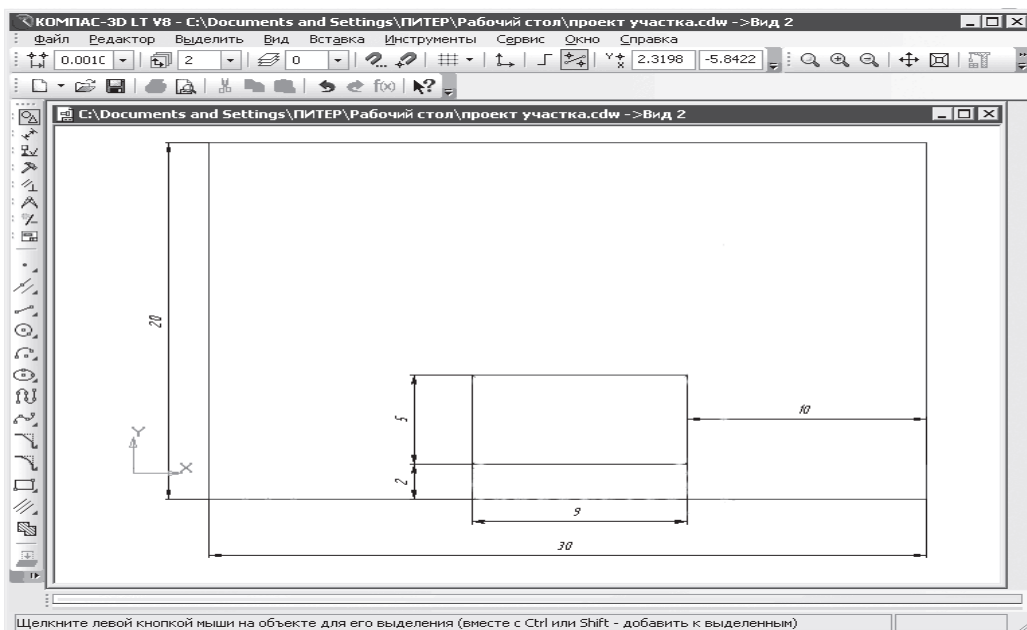 КОМПАС-3D LT V8 - C:\Documents and Settings\ПИТЕР\Рабочий стол\проект участка.cdw ->Вид 2
Файл Редактор Выделить Вид Вставка Инструменты Сервис Окно Справка
0.001 2 0 2.3198 -5.8422
f(x)
C:\Documents and Settings\ПИТЕР\Рабочий стол\проект участка.cdw ->Вид 2
20
5
10
Y
X
2
9
30
Щелкните левой кнопкой мыши на объекте для его выделения (вместе с Ctrl или Shift - добавить к выделенным)